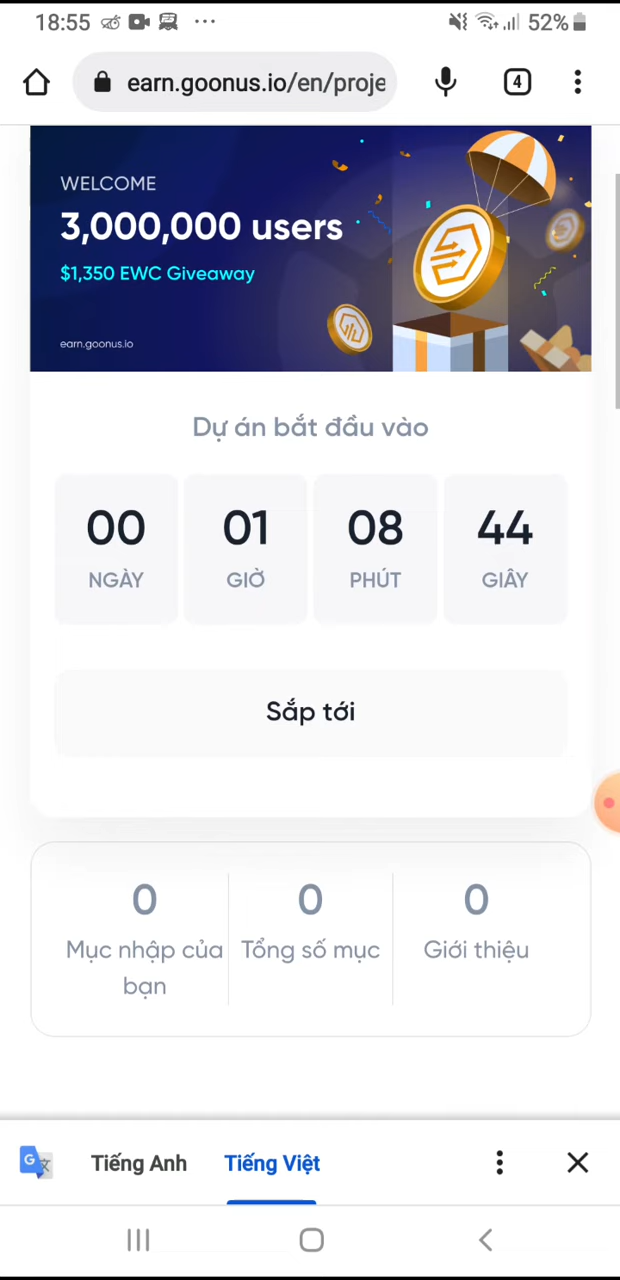 18:55
52%
earn.goonus.io/en/proje
4
WELCOME
3,000,000 users
$1,350 EWC Giveaway
earn.goonus.io
Dự án bắt đầu vào
00 01 08 44
NGÀY GIỜ PHÚT GIÂY
Sắp tới
0 0 0
Mục nhập của Tổng số mục Giới thiệu
bạn
Tiếng Anh Tiếng Việt